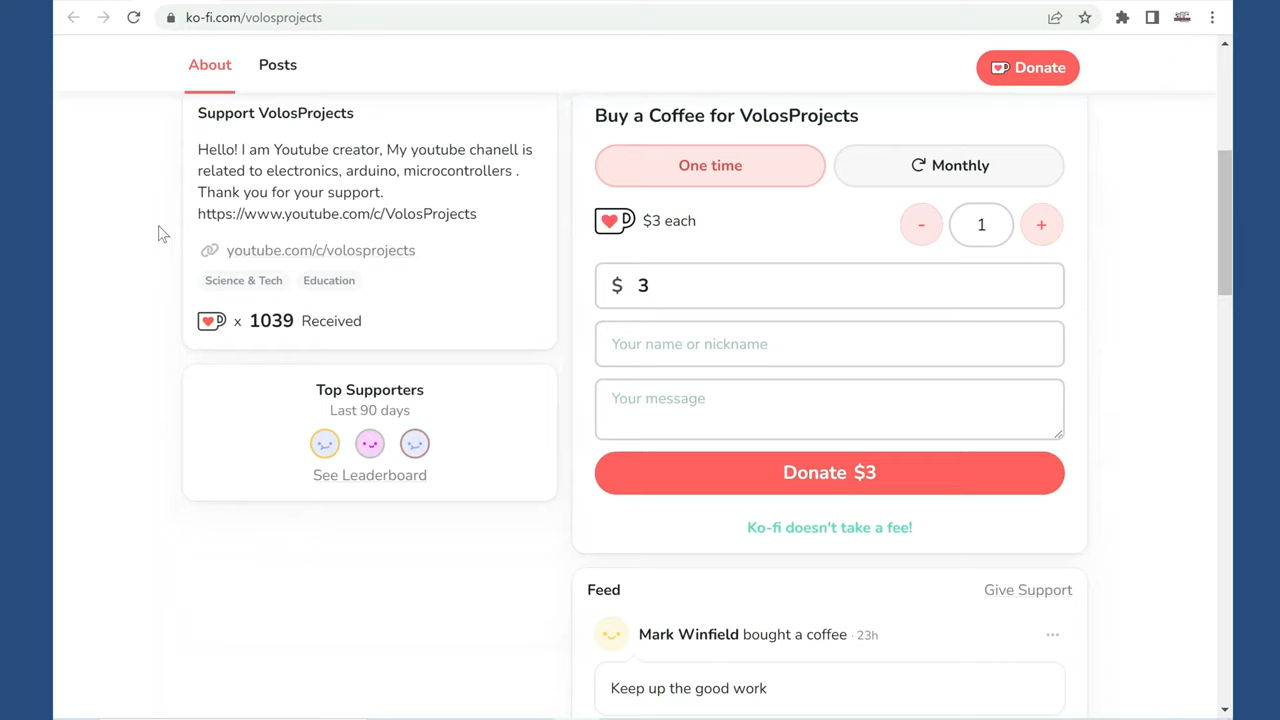 ko-fi.com/volosprojects
About
Posts
Donate
Support VolosProjects
Hello! I am Youtube creator, My youtube chanell is
related to electronics, arduino, microcontrollers .
Thank you for your support.
https://www.youtube.com/c/VolosProjects
youtube.com/c/volosprojects
Science & Tech
Education
x 1039 Received
Top Supporters
Last 90 days
See Leaderboard
Buy a Coffee for VolosProjects
One time
Monthly
$3 each
- 1 +
$ 3
Your name or nickname
Your message
Donate $3
Ko-fi doesn't take a fee!
Feed
Give Support
Mark Winfield bought a coffee · 23h
Keep up the good work